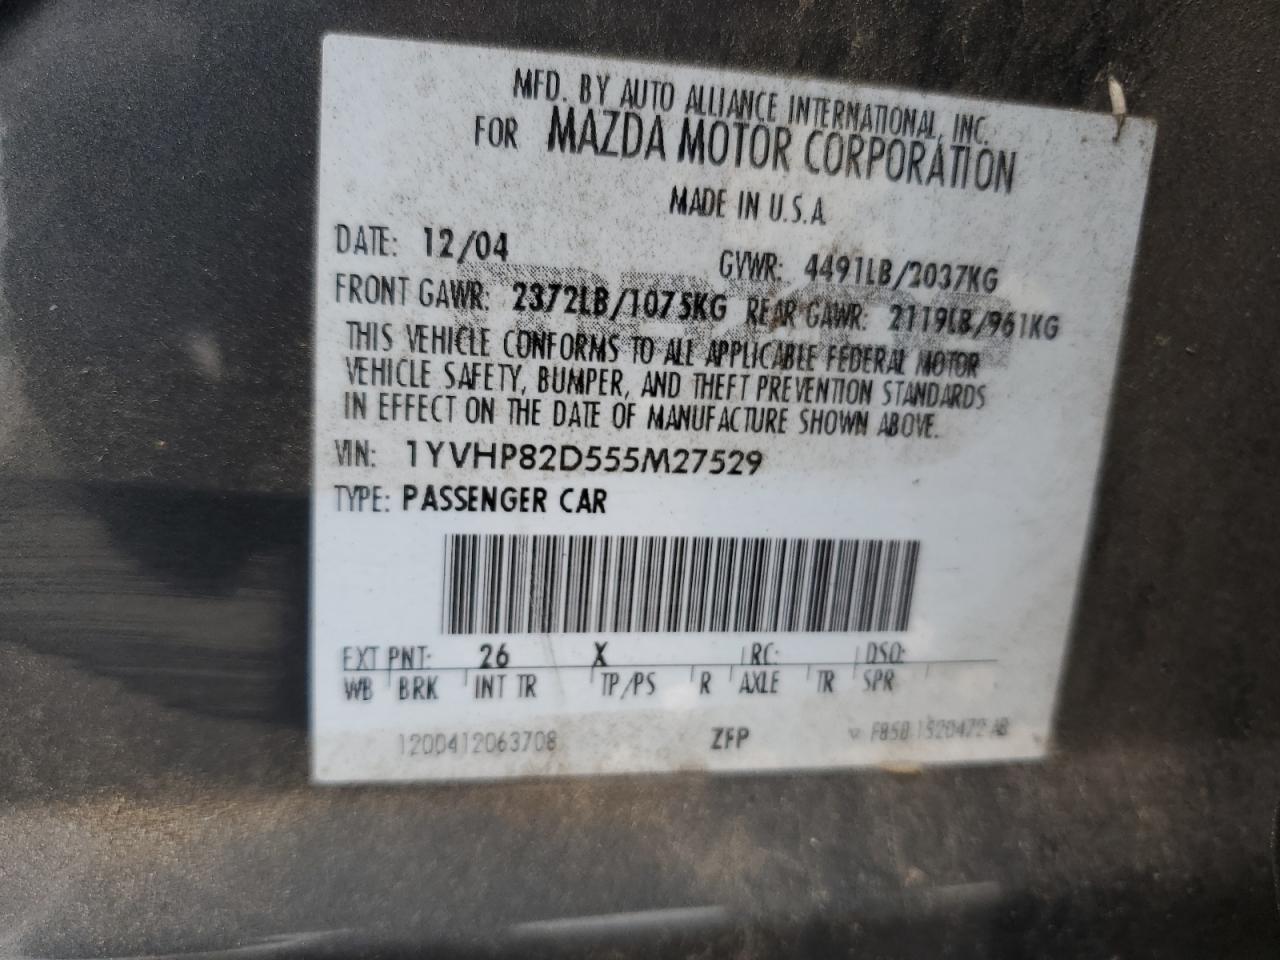 MFD. BY AUTO ALLIANCE INTERNATIONAL, INC.
FOR MAZDA MOTOR CORPORATION
MADE IN U.S.A
DATE: 12/04 GVWR: 4491LB/2037KG
FRONT GAWR: 2372LB/1075KG REAR GAWR: 2119LB/961KG
THIS VEHICLE CONFORMS TO ALL APPLICABLE FEDERAL MOTOR
VEHICLE SAFETY, BUMPER, AND THEFT PREVENTION STANDARDS
IN EFFECT ON THE DATE OF MANUFACTURE SHOWN ABOVE.
VIN: 1YVHP82D555M27529
TYPE: PASSENGER CAR
EXT PNT: 26 X RC: DSO:
WB BRK INT TR TP/PS R AXLE TR SPR
1200412063708 ZFP